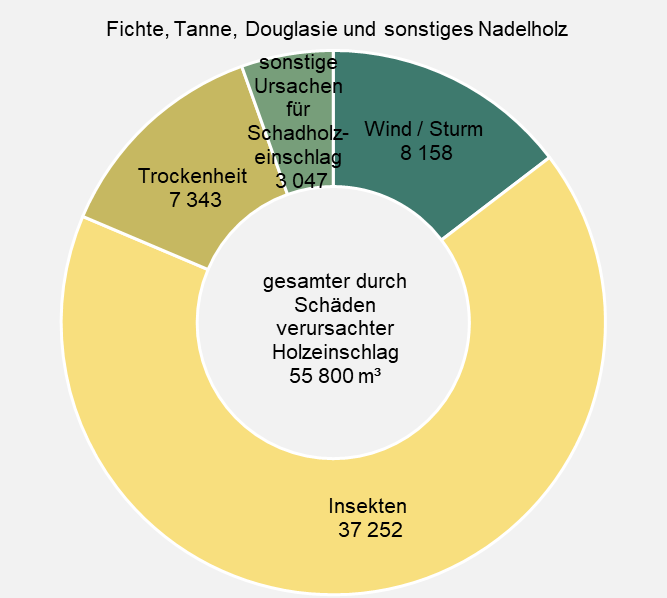 Fichte, Tanne, Douglasie und sonstiges Nadelholz
sonstige
Ursachen
für
Schadholz-
einschlag
3 047
Wind / Sturm
8 158
Trockenheit
7 343
gesamter durch
Schäden
verursachter
Holzeinschlag
55 800 m³
Insekten
37 252